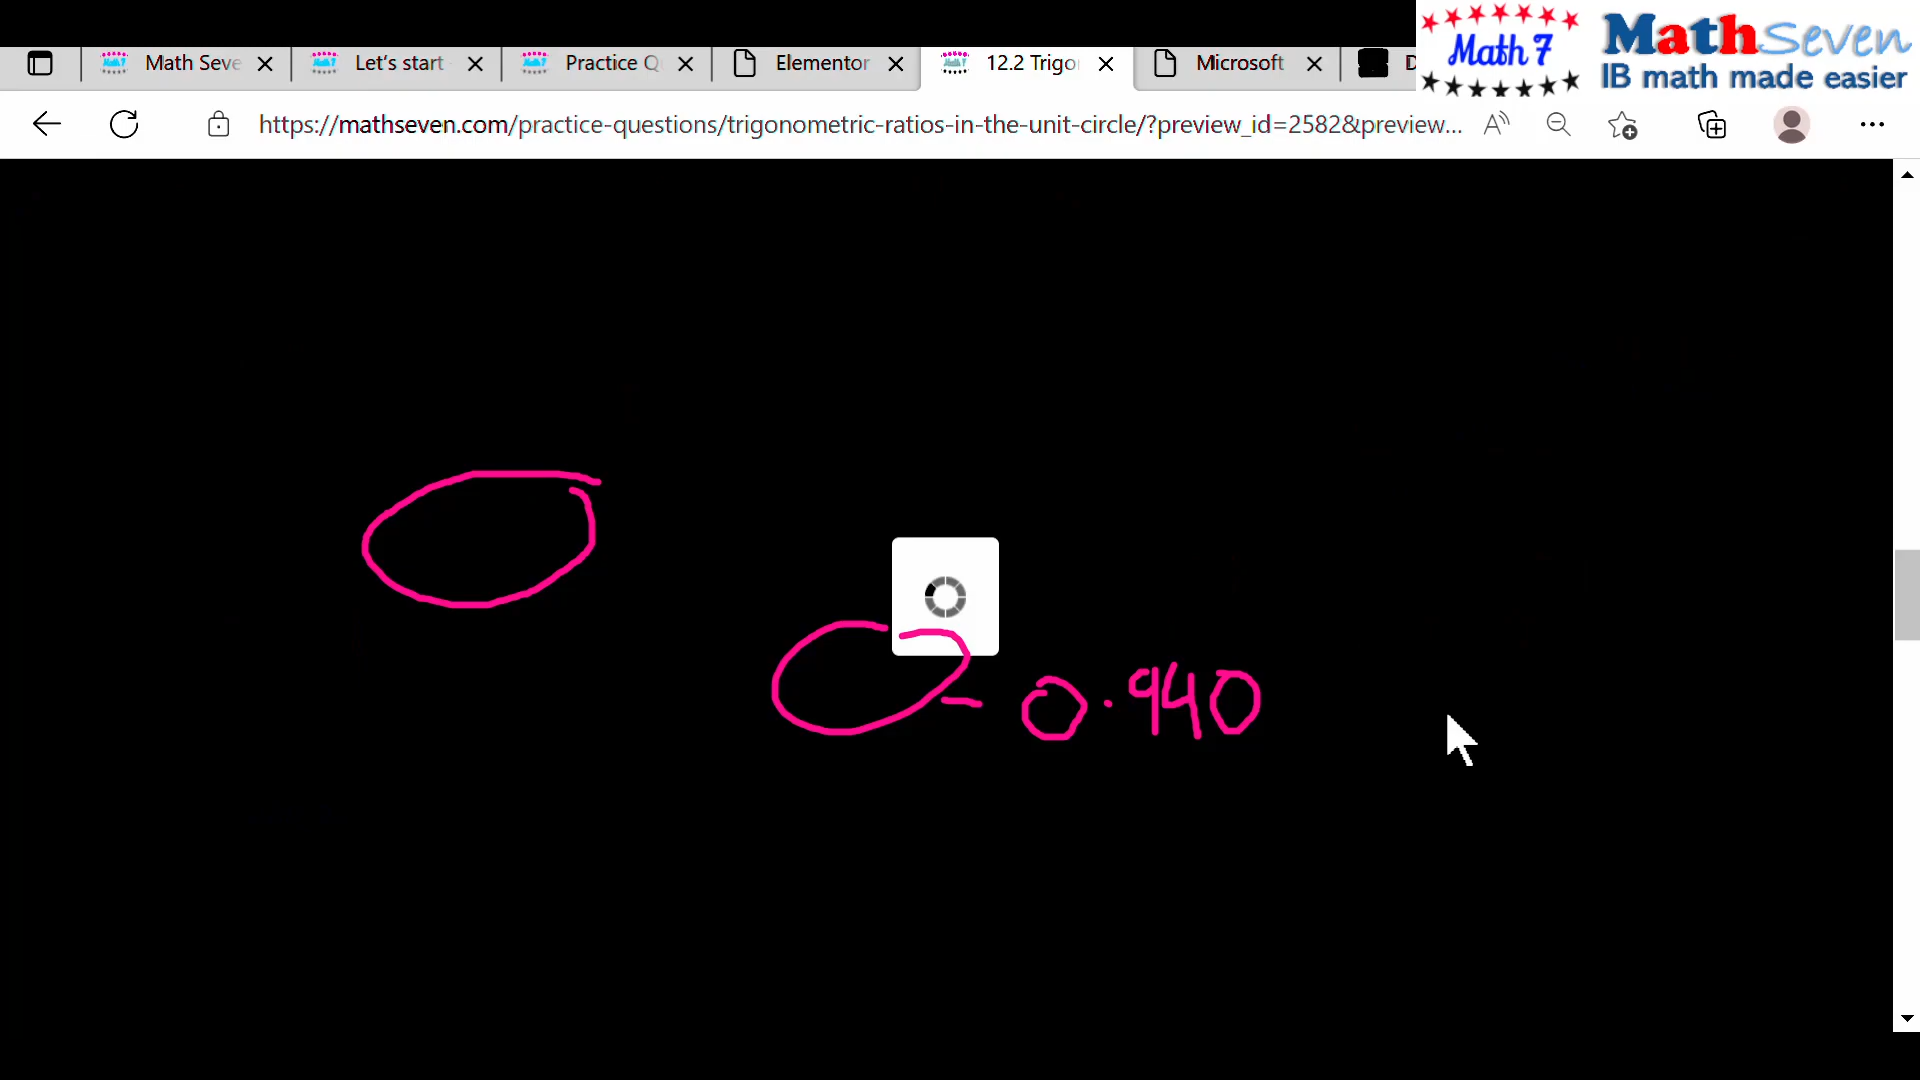 Math 7
MathSeven
IB math made easier
Math Seve
Let's start
Practice Q
Elementor
12.2 Trigo
Microsoft
D
https://mathseven.com/practice-questions/trigonometric-ratios-in-the-unit-circle/?preview_id=2582&preview...
- 0.940